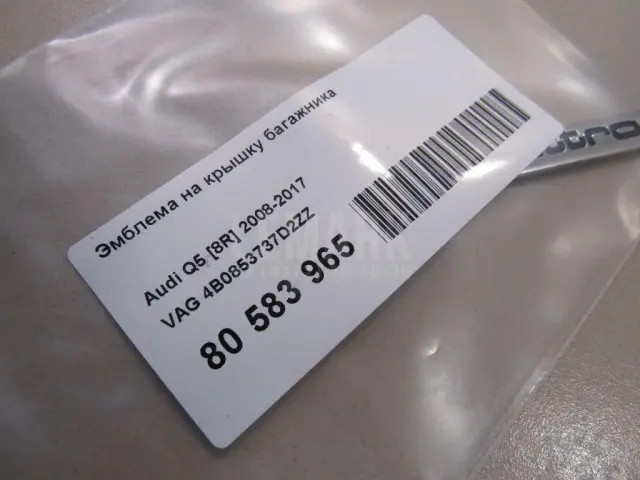 Эмблема на крышку багажника
Audi Q5 [8R] 2008-2017
VAG 4B0853737D2ZZ
80 583 965